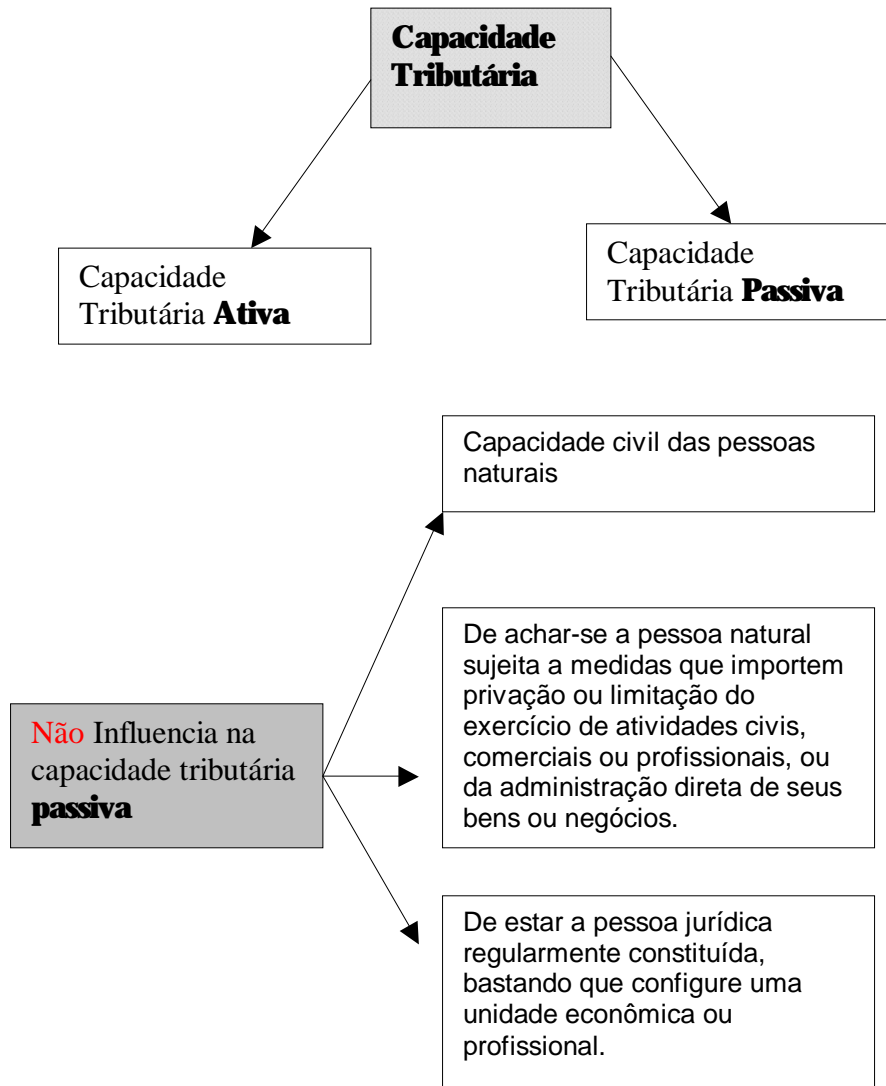 Capacidade
Tributária
Capacidade
Tributária Ativa
Capacidade
Tributária Passiva
Capacidade civil das pessoas
naturais
De achar-se a pessoa natural
sujeita a medidas que importem
privação ou limitação do
exercício de atividades civis,
comerciais ou profissionais, ou
da administração direta de seus
bens ou negócios.
Não Influencia na
capacidade tributária
passiva
De estar a pessoa jurídica
regularmente constituída,
bastando que configure uma
unidade econômica ou
profissional.